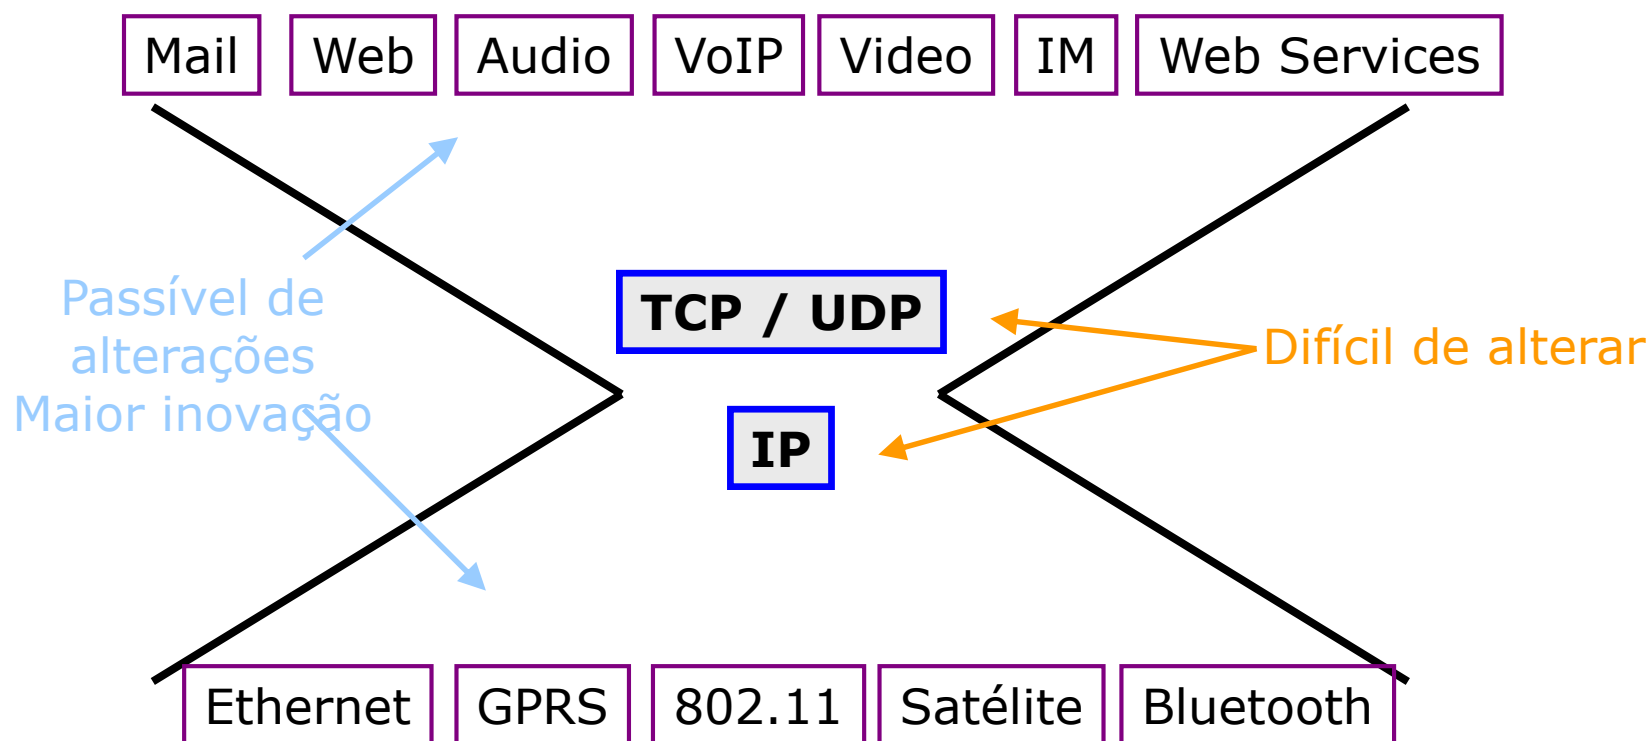 Mail Web Audio VoIP Video IM Web Services
Passível de
alterações
Maior inovação
TCP / UDP
IP
Difícil de alterar
Ethernet GPRS 802.11 Satélite Bluetooth